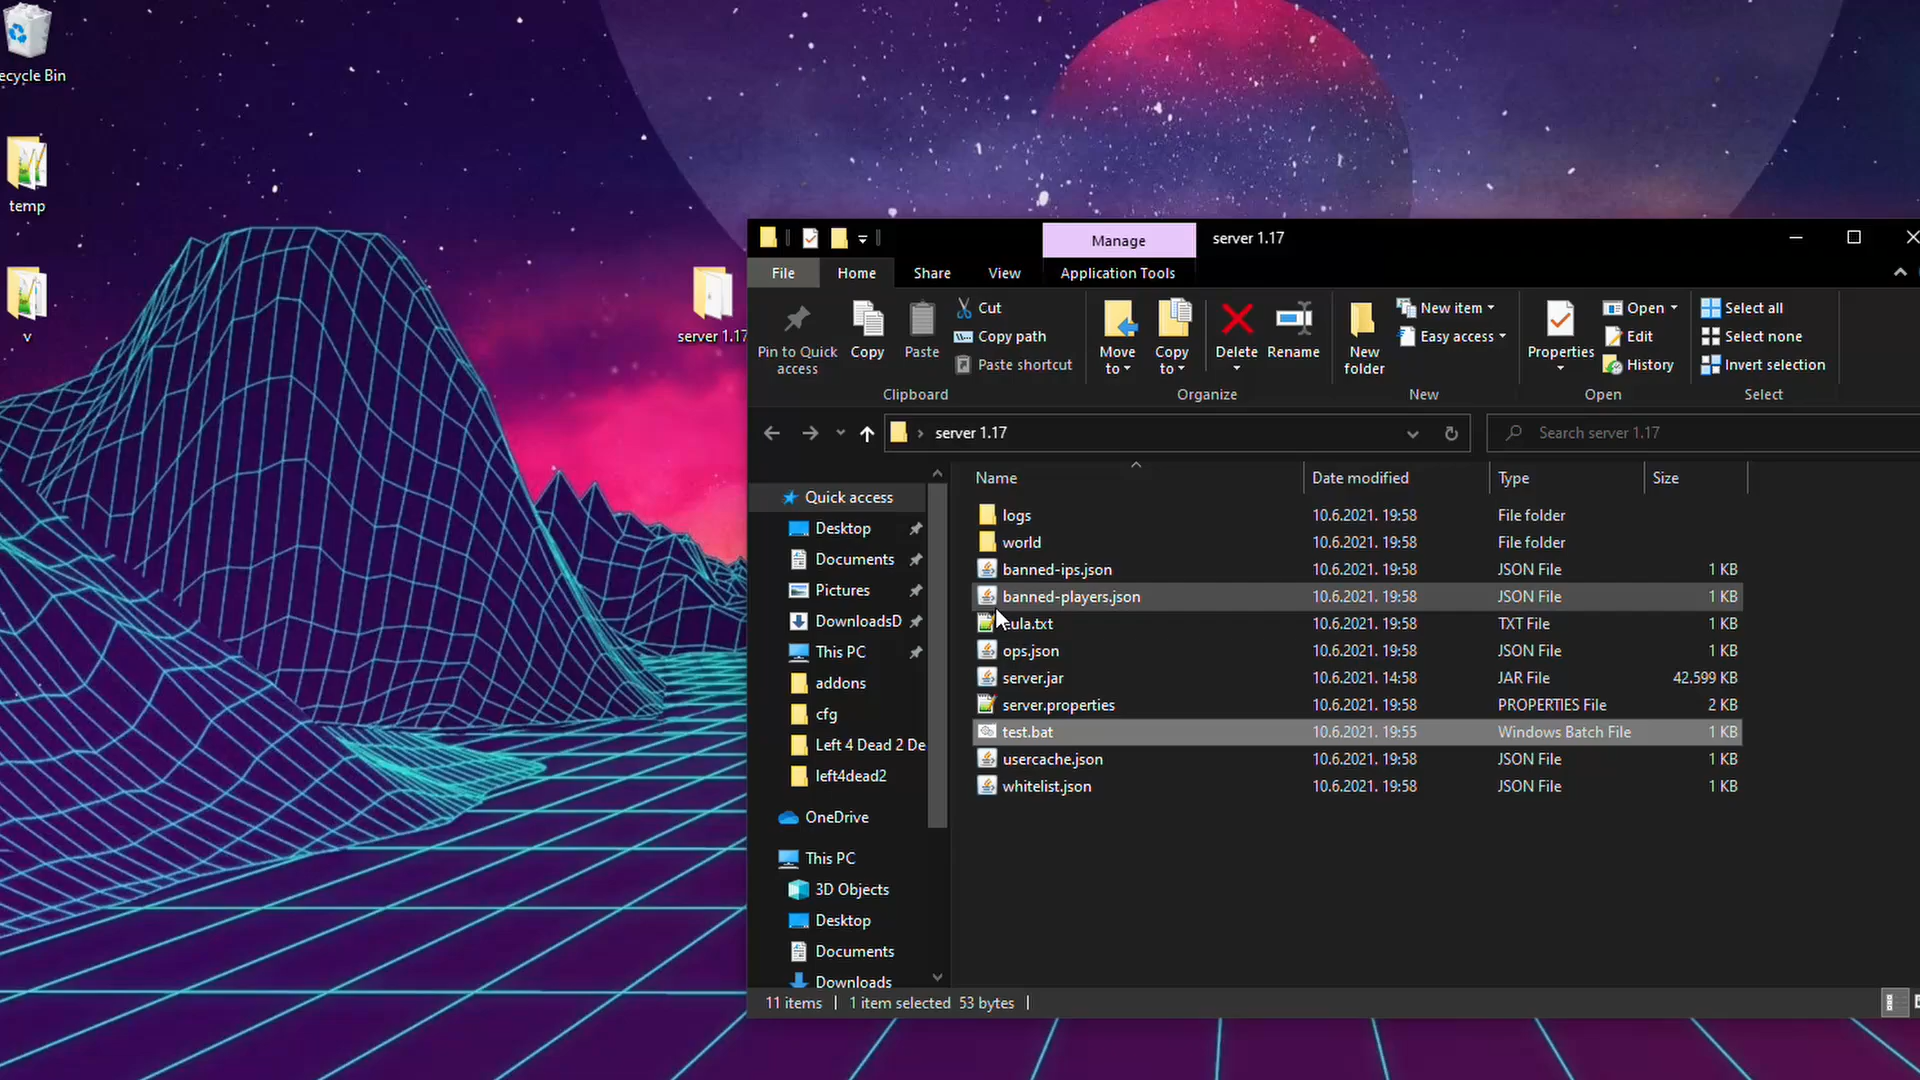 ecycle Bin
temp
v
server 1.17
Manage
server 1.17
File
Home
Share
View
Application Tools
Pin to Quick access
Copy
Paste
Cut
Copy path
Paste shortcut
Clipboard
Move to
Copy to
Delete
Rename
Organize
New folder
New item
Easy access
New
Properties
Open
Edit
History
Open
Select all
Select none
Invert selection
Select
server 1.17
Search server 1.17
Quick access
Desktop
Documents
Pictures
DownloadsD
This PC
addons
cfg
Left 4 Dead 2 De
left4dead2
OneDrive
This PC
3D Objects
Desktop
Documents
Downloads
Name Date modified Type Size
logs 10.6.2021. 19:58 File folder
world 10.6.2021. 19:58 File folder
banned-ips.json 10.6.2021. 19:58 JSON File 1 KB
banned-players.json 10.6.2021. 19:58 JSON File 1 KB
eula.txt 10.6.2021. 19:58 TXT File 1 KB
ops.json 10.6.2021. 19:58 JSON File 1 KB
server.jar 10.6.2021. 14:58 JAR File 42.599 KB
server.properties 10.6.2021. 19:58 PROPERTIES File 2 KB
test.bat 10.6.2021. 19:55 Windows Batch File 1 KB
usercache.json 10.6.2021. 19:58 JSON File 1 KB
whitelist.json 10.6.2021. 19:58 JSON File 1 KB
11 items 1 item selected 53 bytes